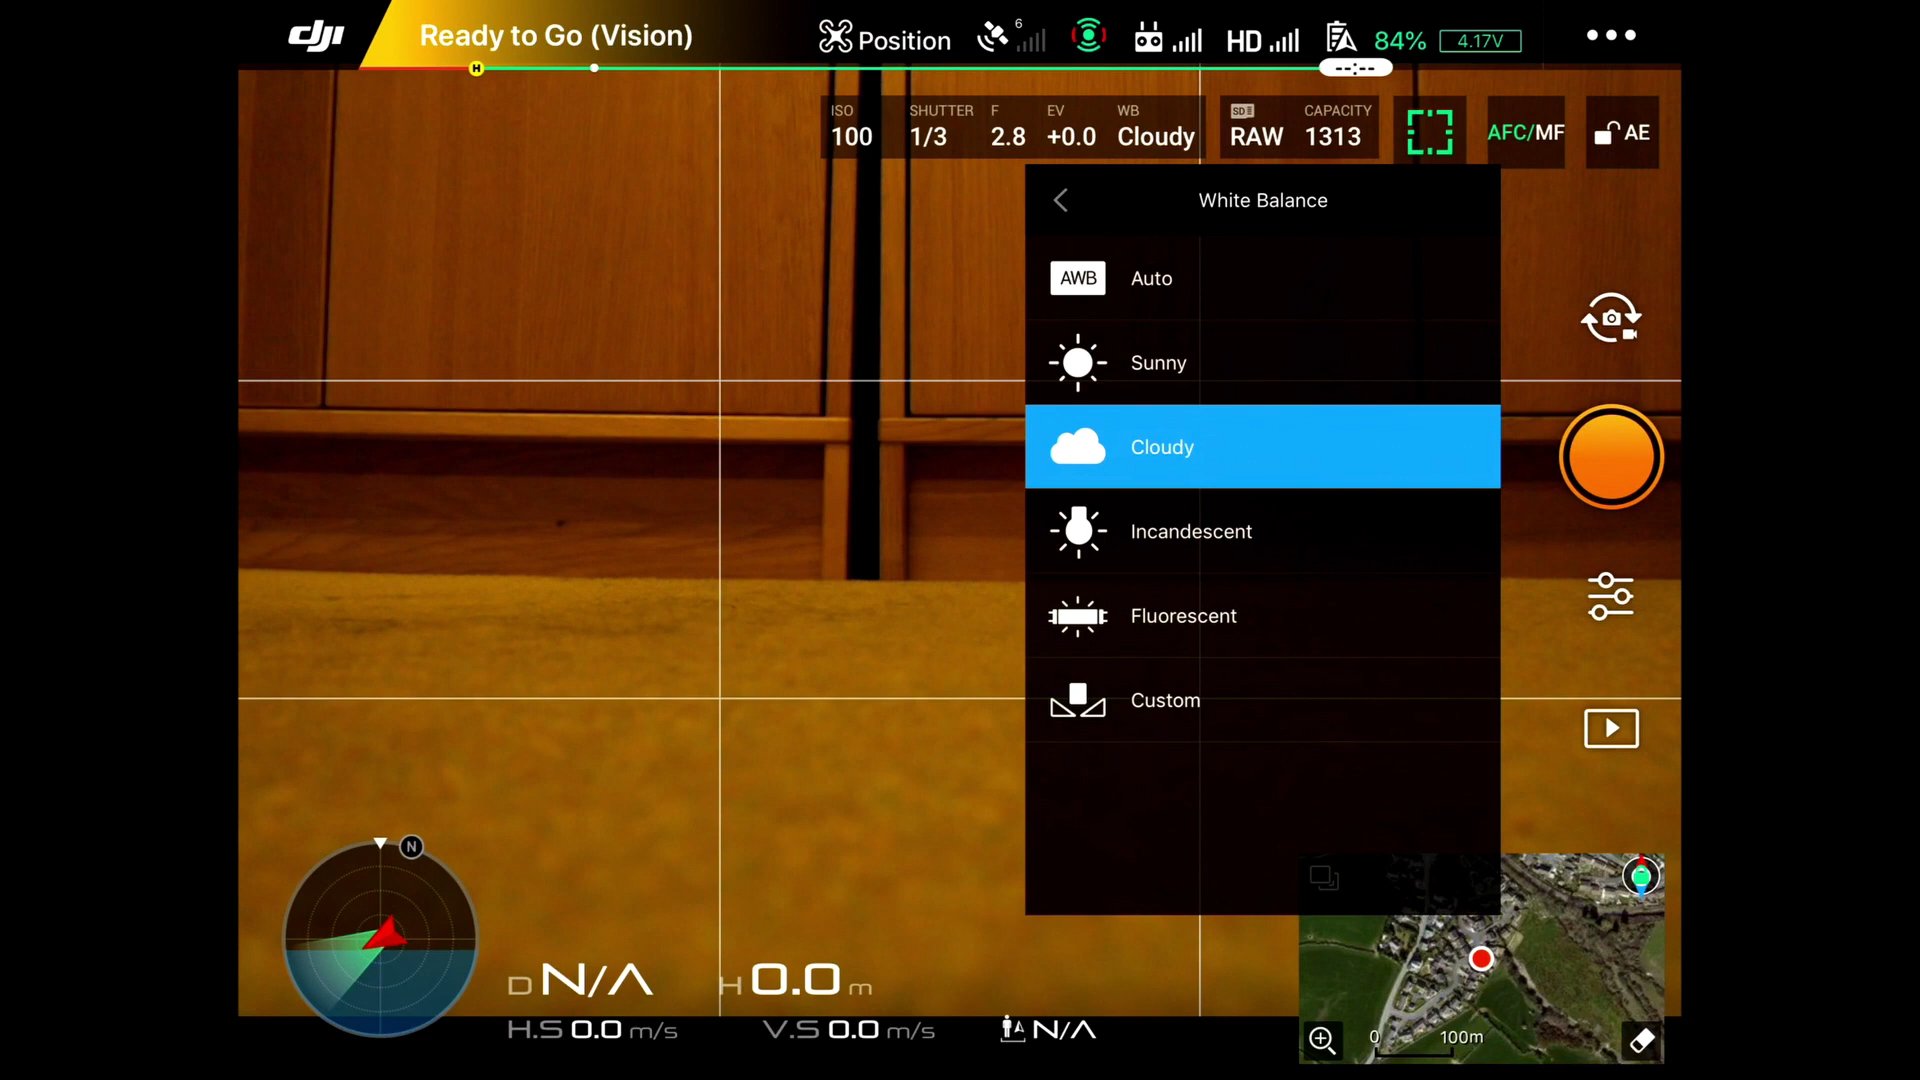 dji Ready to Go (Vision) Position 6 HD 84% 4.17V
H --:--
ISO SHUTTER F EV WB SD CAPACITY
100 1/3 2.8 +0.0 Cloudy RAW 1313 AFC/MF AE
White Balance
AWB Auto
Sunny
Cloudy
Incandescent
Fluorescent
Custom
N
D N/A H 0.0 m
H.S 0.0 m/s V.S 0.0 m/s N/A
0 100m